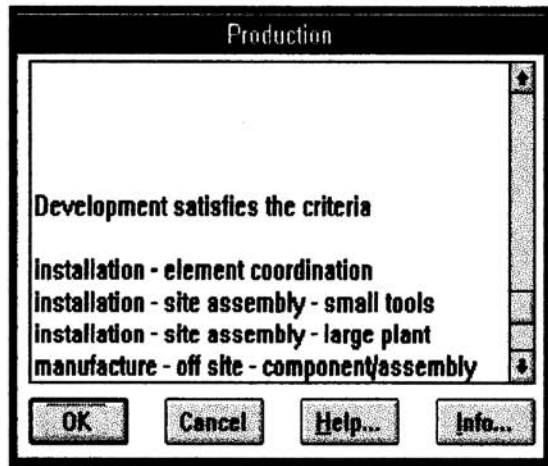 Production
Development satisfies the criteria
installation - element coordination
installation - site assembly - small tools
installation - site assembly - large plant
manufacture - off site - component/assembly
OK
Cancel
Help...
Info...